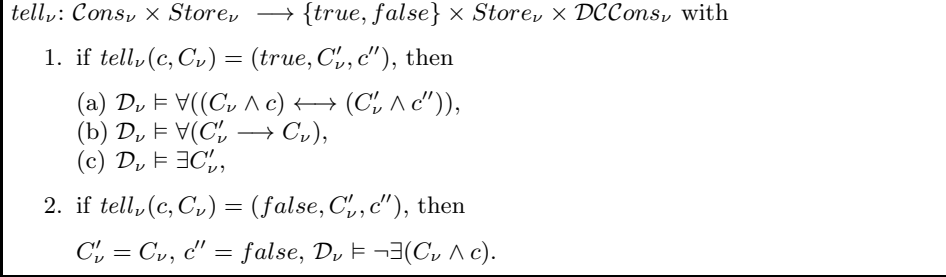 tell_ν: 𝒞ons_ν × Store_ν ⟶ {true, false} × Store_ν × 𝒟𝒞𝒞ons_ν with
1. if tell_ν(c, C_ν) = (true, C′_ν, c″), then
(a) 𝒟_ν ⊨ ∀((C_ν ∧ c) ⟷ (C′_ν ∧ c″)),
(b) 𝒟_ν ⊨ ∀(C′_ν ⟶ C_ν),
(c) 𝒟_ν ⊨ ∃C′_ν,
2. if tell_ν(c, C_ν) = (false, C′_ν, c″), then
C′_ν = C_ν, c″ = false, 𝒟_ν ⊨ ¬∃(C_ν ∧ c).